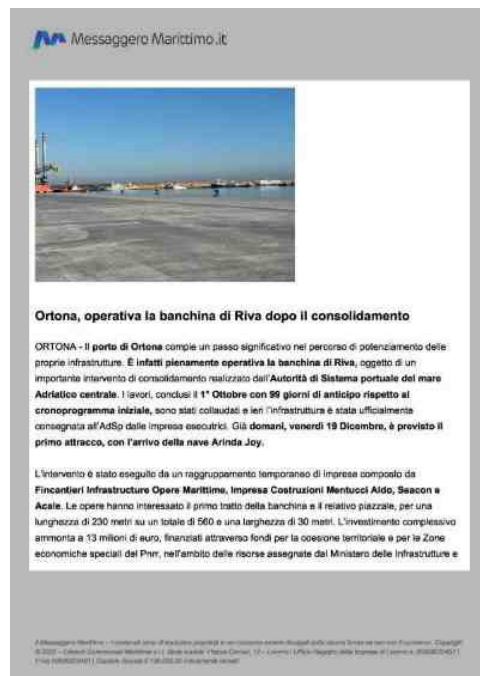 Messaggero Marittimo.it
Ortona, operativa la banchina di Riva dopo il consolidamento
ORTONA - Il porto di Ortona compie un passo significativo nel percorso di potenziamento delle
proprie infrastrutture. È infatti pienamente operativa la banchina di Riva, oggetto di un
importante intervento di consolidamento realizzato dall'Autorità di Sistema portuale del mare
Adriatico centrale. I lavori, conclusi il 1° Ottobre con 99 giorni di anticipo rispetto al
cronoprogramma iniziale, sono stati collaudati e ieri l'infrastruttura è stata ufficialmente
consegnata all'AdSp dalle imprese esecutrici. Già domani, venerdì 19 Dicembre, è previsto il
primo attracco, con l'arrivo della nave Arinda Joy.
L'intervento è stato eseguito da un raggruppamento temporaneo di imprese composto da
Fincantieri Infrastructure Opere Marittime, Impresa Costruzioni Mentucci Aldo, Seacon e
Acale. Le opere hanno interessato il primo tratto della banchina e il relativo piazzale, per una
lunghezza di 230 metri su un totale di 560 e una larghezza di 30 metri. L'investimento complessivo
ammonta a 13 milioni di euro, finanziati attraverso fondi per la coesione territoriale e per le Zone
economiche speciali del Pnrr, nell'ambito delle risorse assegnate dal Ministero delle Infrastrutture e